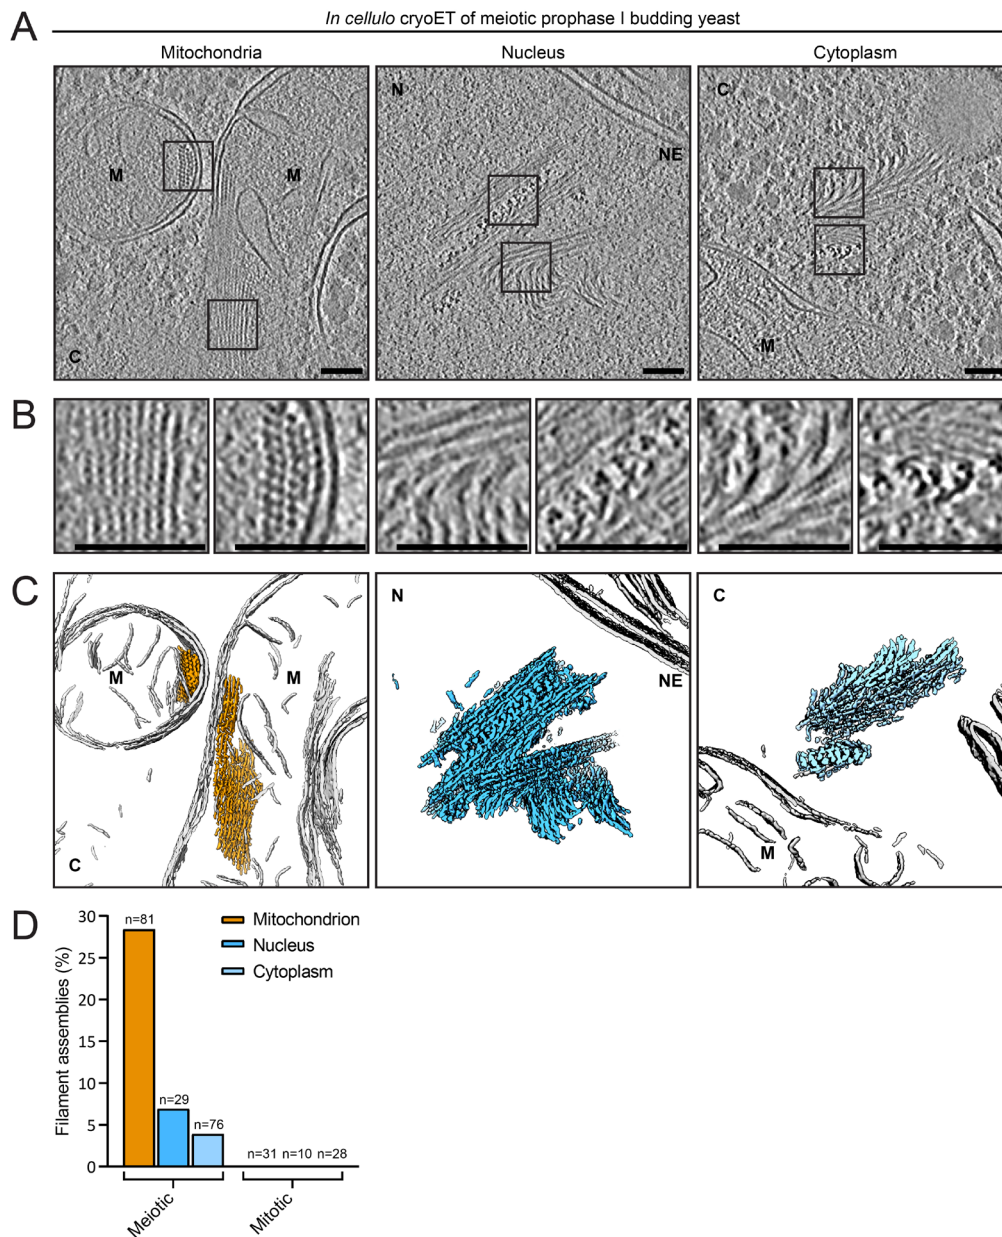 A
In cellulo cryoET of meiotic prophase I budding yeast
Mitochondria Nucleus Cytoplasm
M M C
N NE
C M
B
C
M M C
N NE
C M
D
Filament assemblies (%)
30
25
20
15
10
5
0
n=81
n=29
n=76
n=31 n=10 n=28
Mitochondrion
Nucleus
Cytoplasm
Meiotic
Mitotic